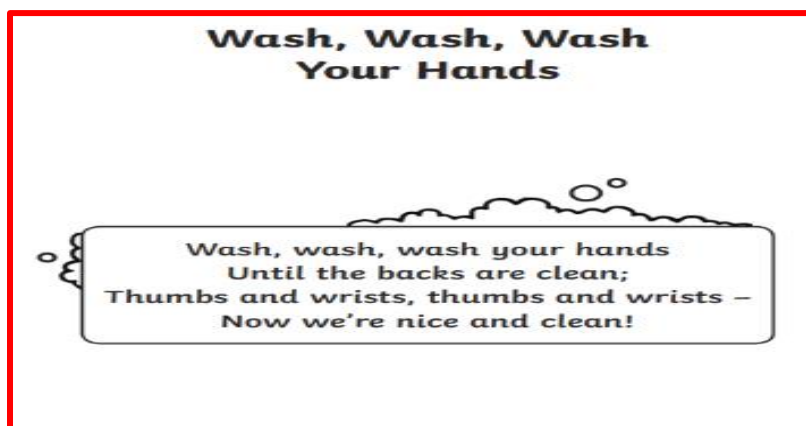 Wash, Wash, Wash
Your Hands
Wash, wash, wash your hands
Until the backs are clean;
Thumbs and wrists, thumbs and wrists –
Now we're nice and clean!